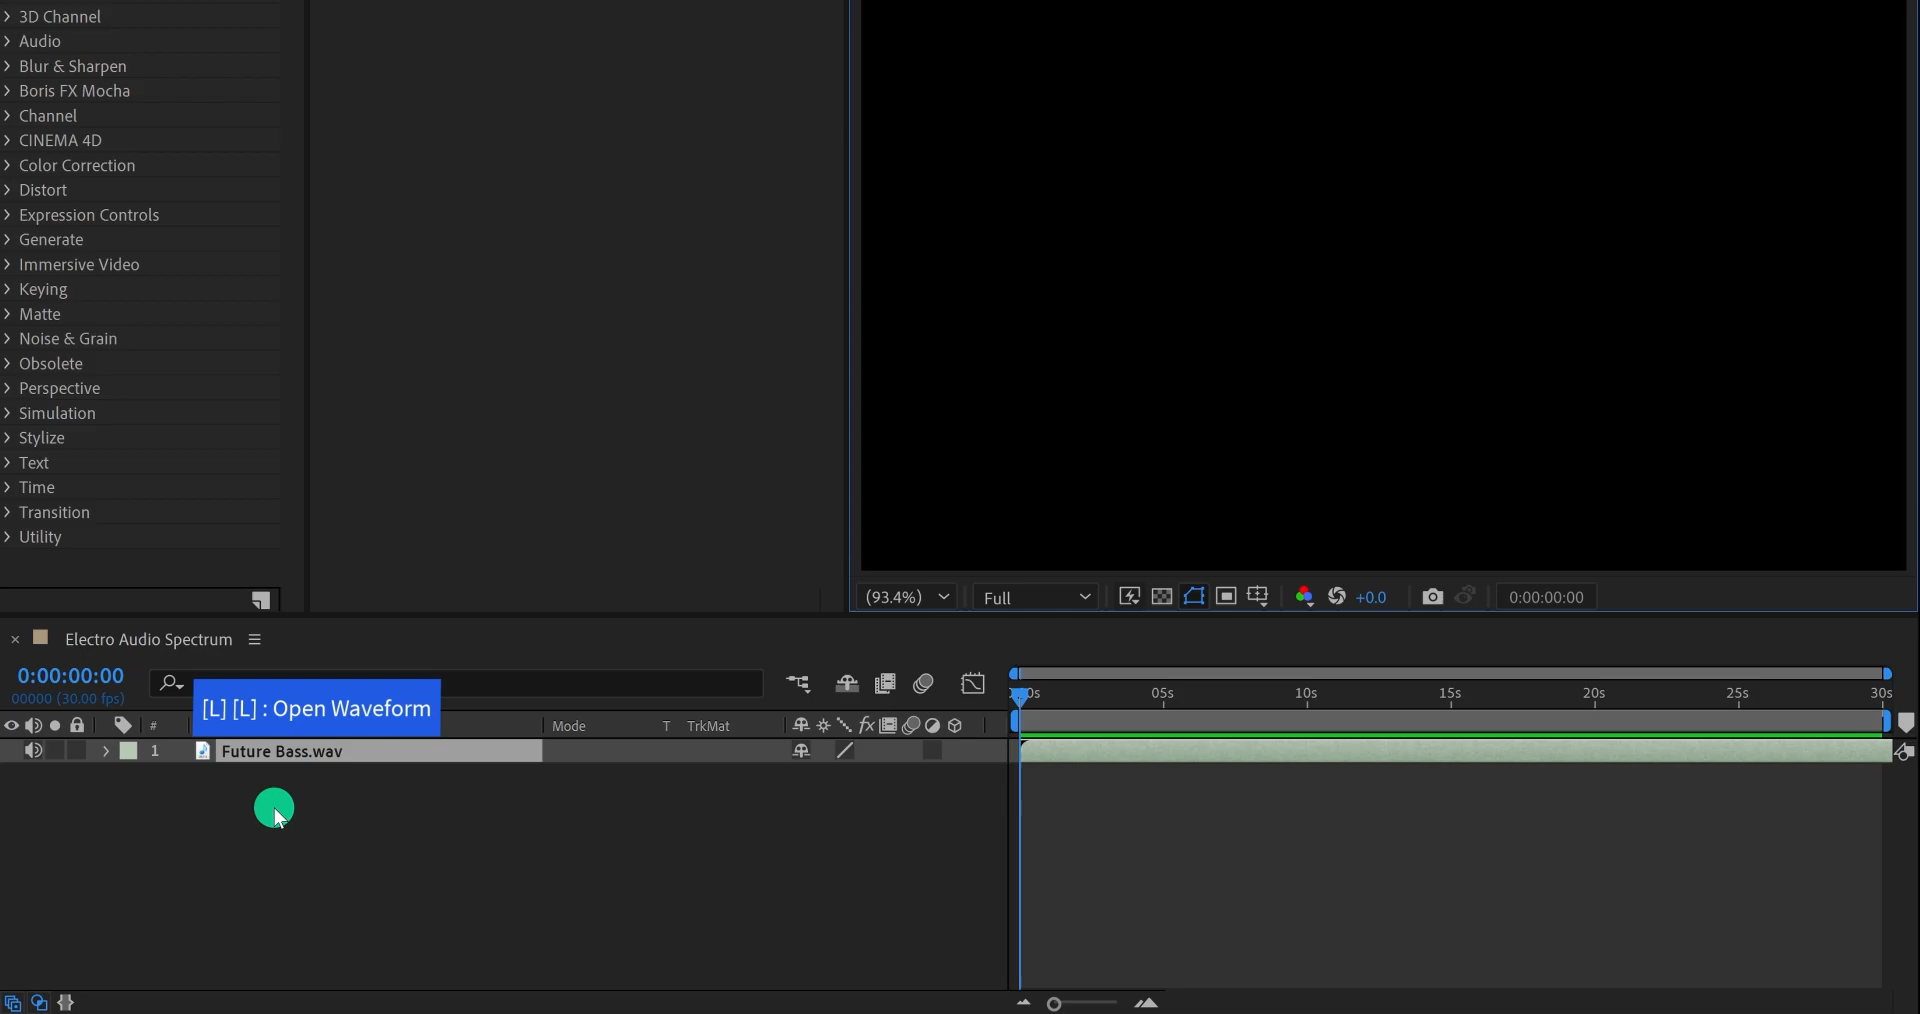 3D Channel
Audio
Blur & Sharpen
Boris FX Mocha
Channel
CINEMA 4D
Color Correction
Distort
Expression Controls
Generate
Immersive Video
Keying
Matte
Noise & Grain
Obsolete
Perspective
Simulation
Stylize
Text
Time
Transition
Utility
(93.4%) Full +0.0 0:00:00:00
Electro Audio Spectrum
0:00:00:00
00000 (30.00 fps)
[L] [L] : Open Waveform
05s 10s 15s 20s 25s 30s
# Mode T TrkMat fx
1 Future Bass.wav